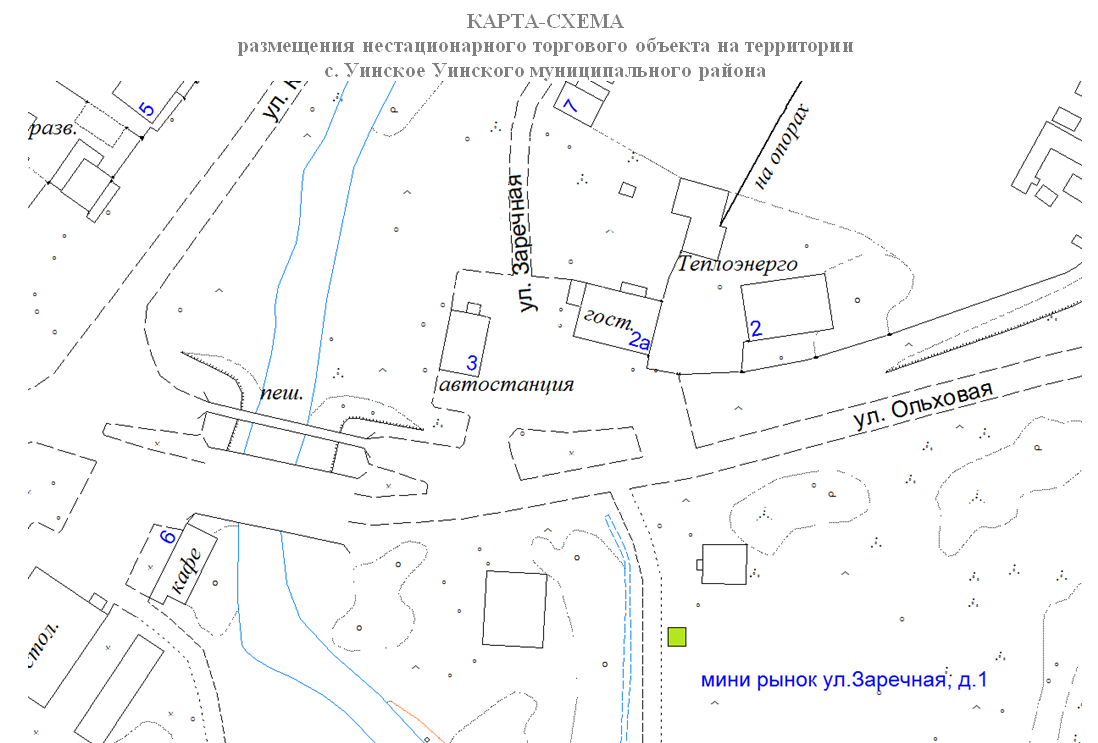 КАРТА-СХЕМА
размещения нестационарного торгового объекта на территории
с. Уинское Уинского муниципального района
5
ул. К
7
разв.
на опорах
ул. Заречная
Теплоэнерго
гост.
2а
2
3
автостанция
пеш.
ул. Ольховая
6
кафе
стол.
мини рынок ул.Заречная, д.1